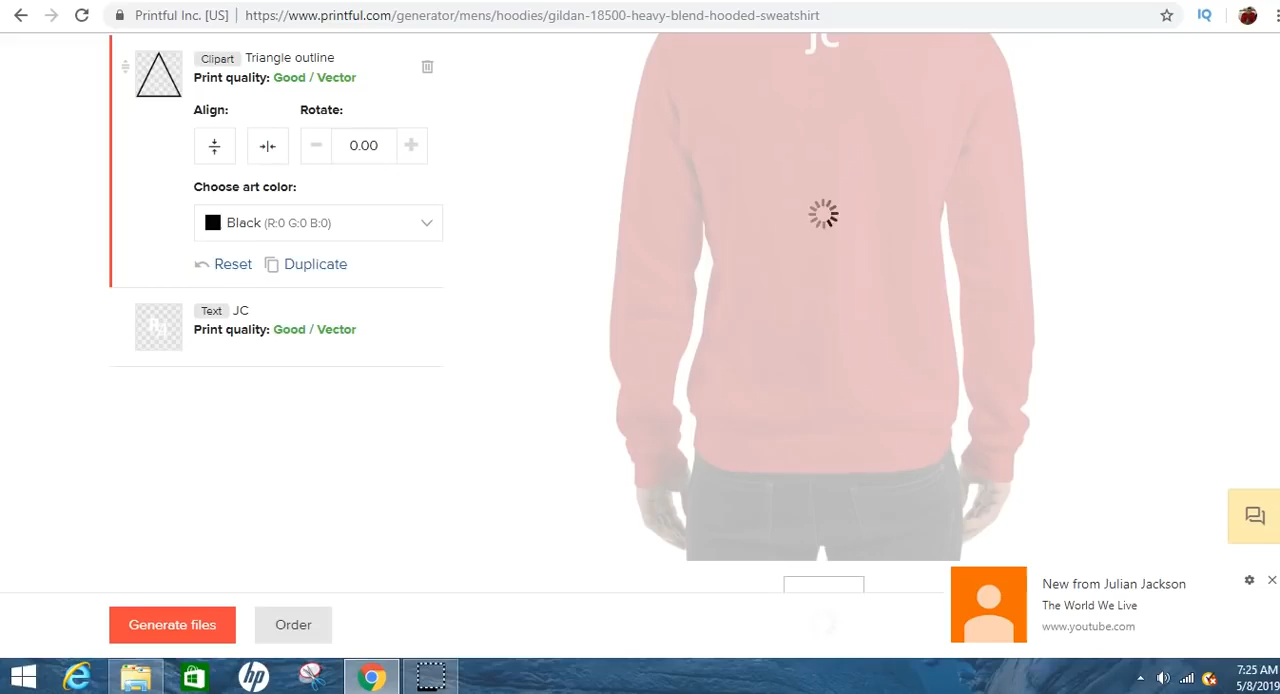 Printful Inc. [US] | https://www.printful.com/generator/mens/hoodies/gildan-18500-heavy-blend-hooded-sweatshirt
IQ
Clipart Triangle outline
Print quality: Good / Vector
Align: Rotate:
0.00
Choose art color:
Black (R:0 G:0 B:0)
Reset Duplicate
Text JC
Print quality: Good / Vector
JC
Generate files Order
New from Julian Jackson
The World We Live
www.youtube.com
hp
7:25 AM
5/8/2019